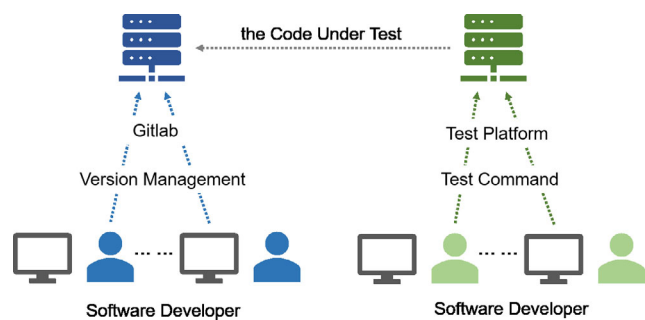 the Code Under Test
Gitlab
Version Management
Test Platform
Test Command
... ...
... ...
Software Developer
Software Developer